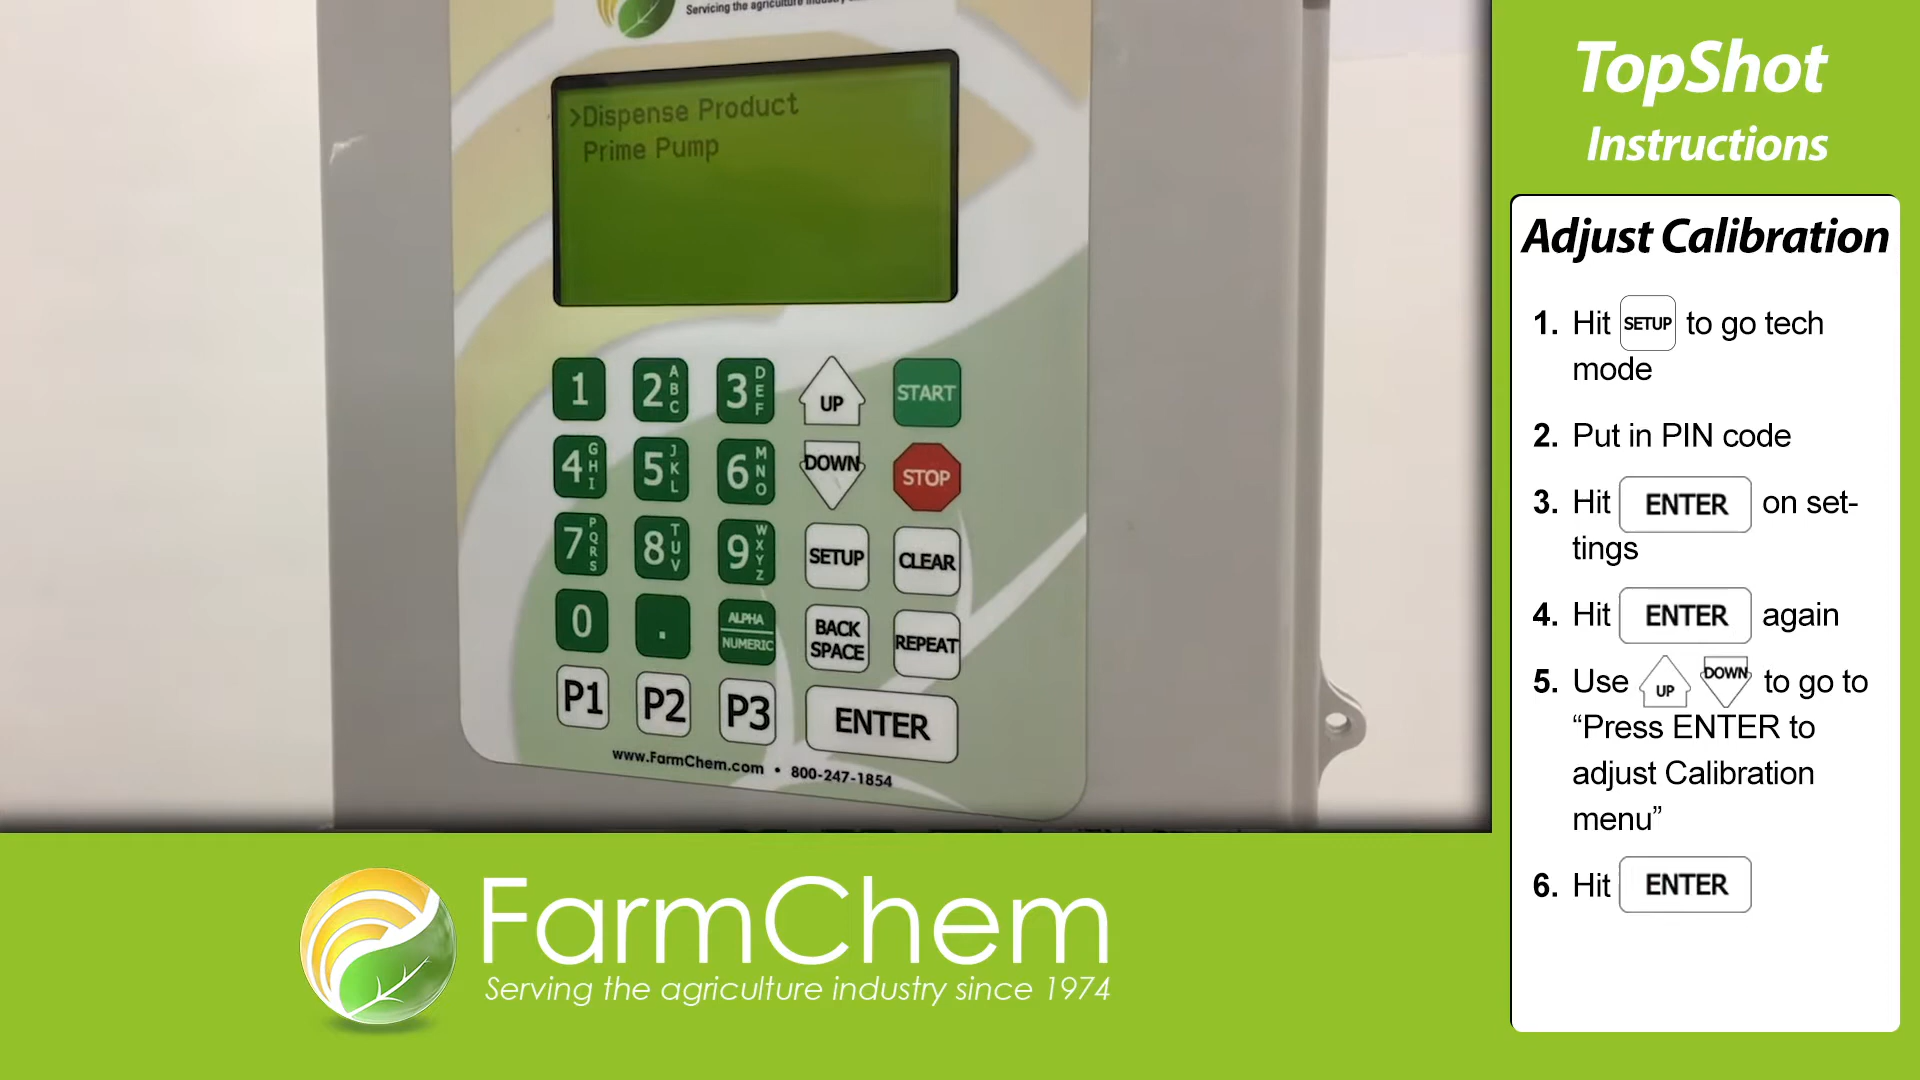 Servicing the agriculture industry
>Dispense Product
Prime Pump
1
2 ABC
3 DEF
UP
START
4 GHI
5 JKL
6 MNO
DOWN
STOP
7 PQRS
8 TUV
9 WXYZ
SETUP
CLEAR
0
.
ALPHA
NUMERIC
BACK
SPACE
REPEAT
P1
P2
P3
ENTER
www.FarmChem.com • 800-247-1854
FarmChem
Serving the agriculture industry since 1974
TopShot
Instructions
Adjust Calibration
1. Hit SETUP to go tech
mode
2. Put in PIN code
3. Hit ENTER on set-
tings
4. Hit ENTER again
5. Use UP DOWN to go to
“Press ENTER to
adjust Calibration
menu”
6. Hit ENTER